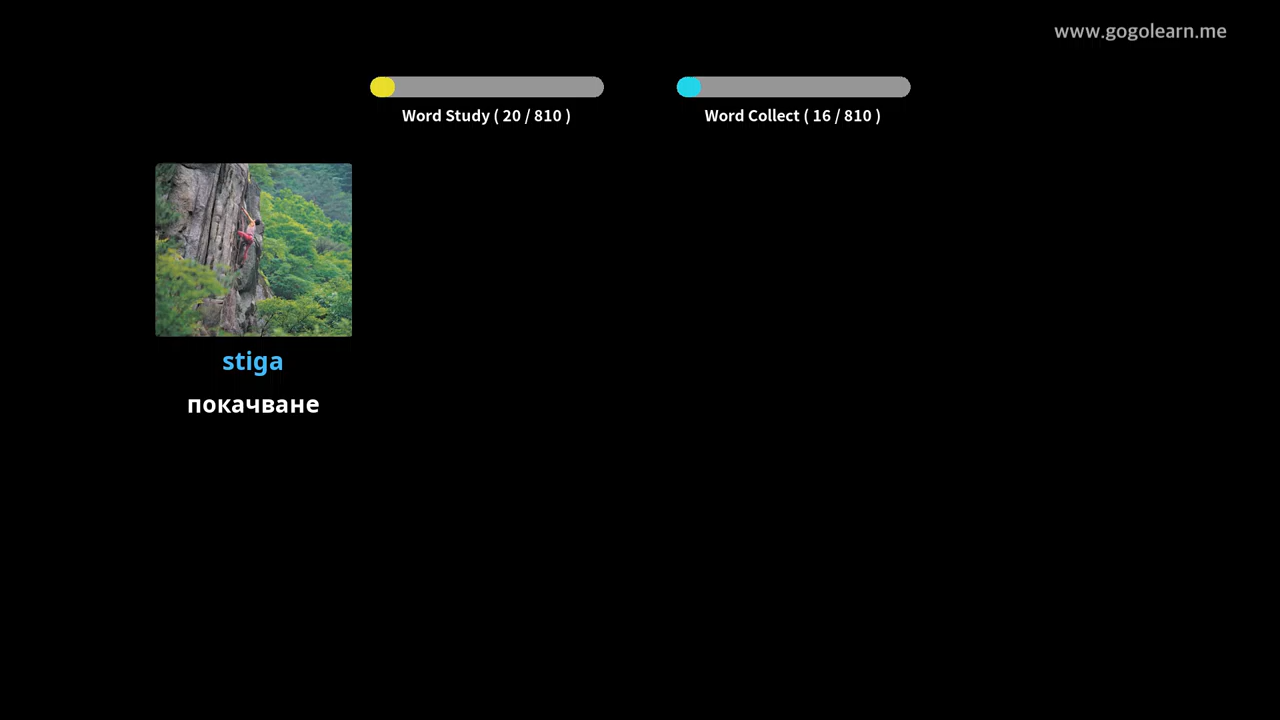 www.gogolearn.me
Word Study ( 20 / 810 )
Word Collect ( 16 / 810 )
stiga
покачване